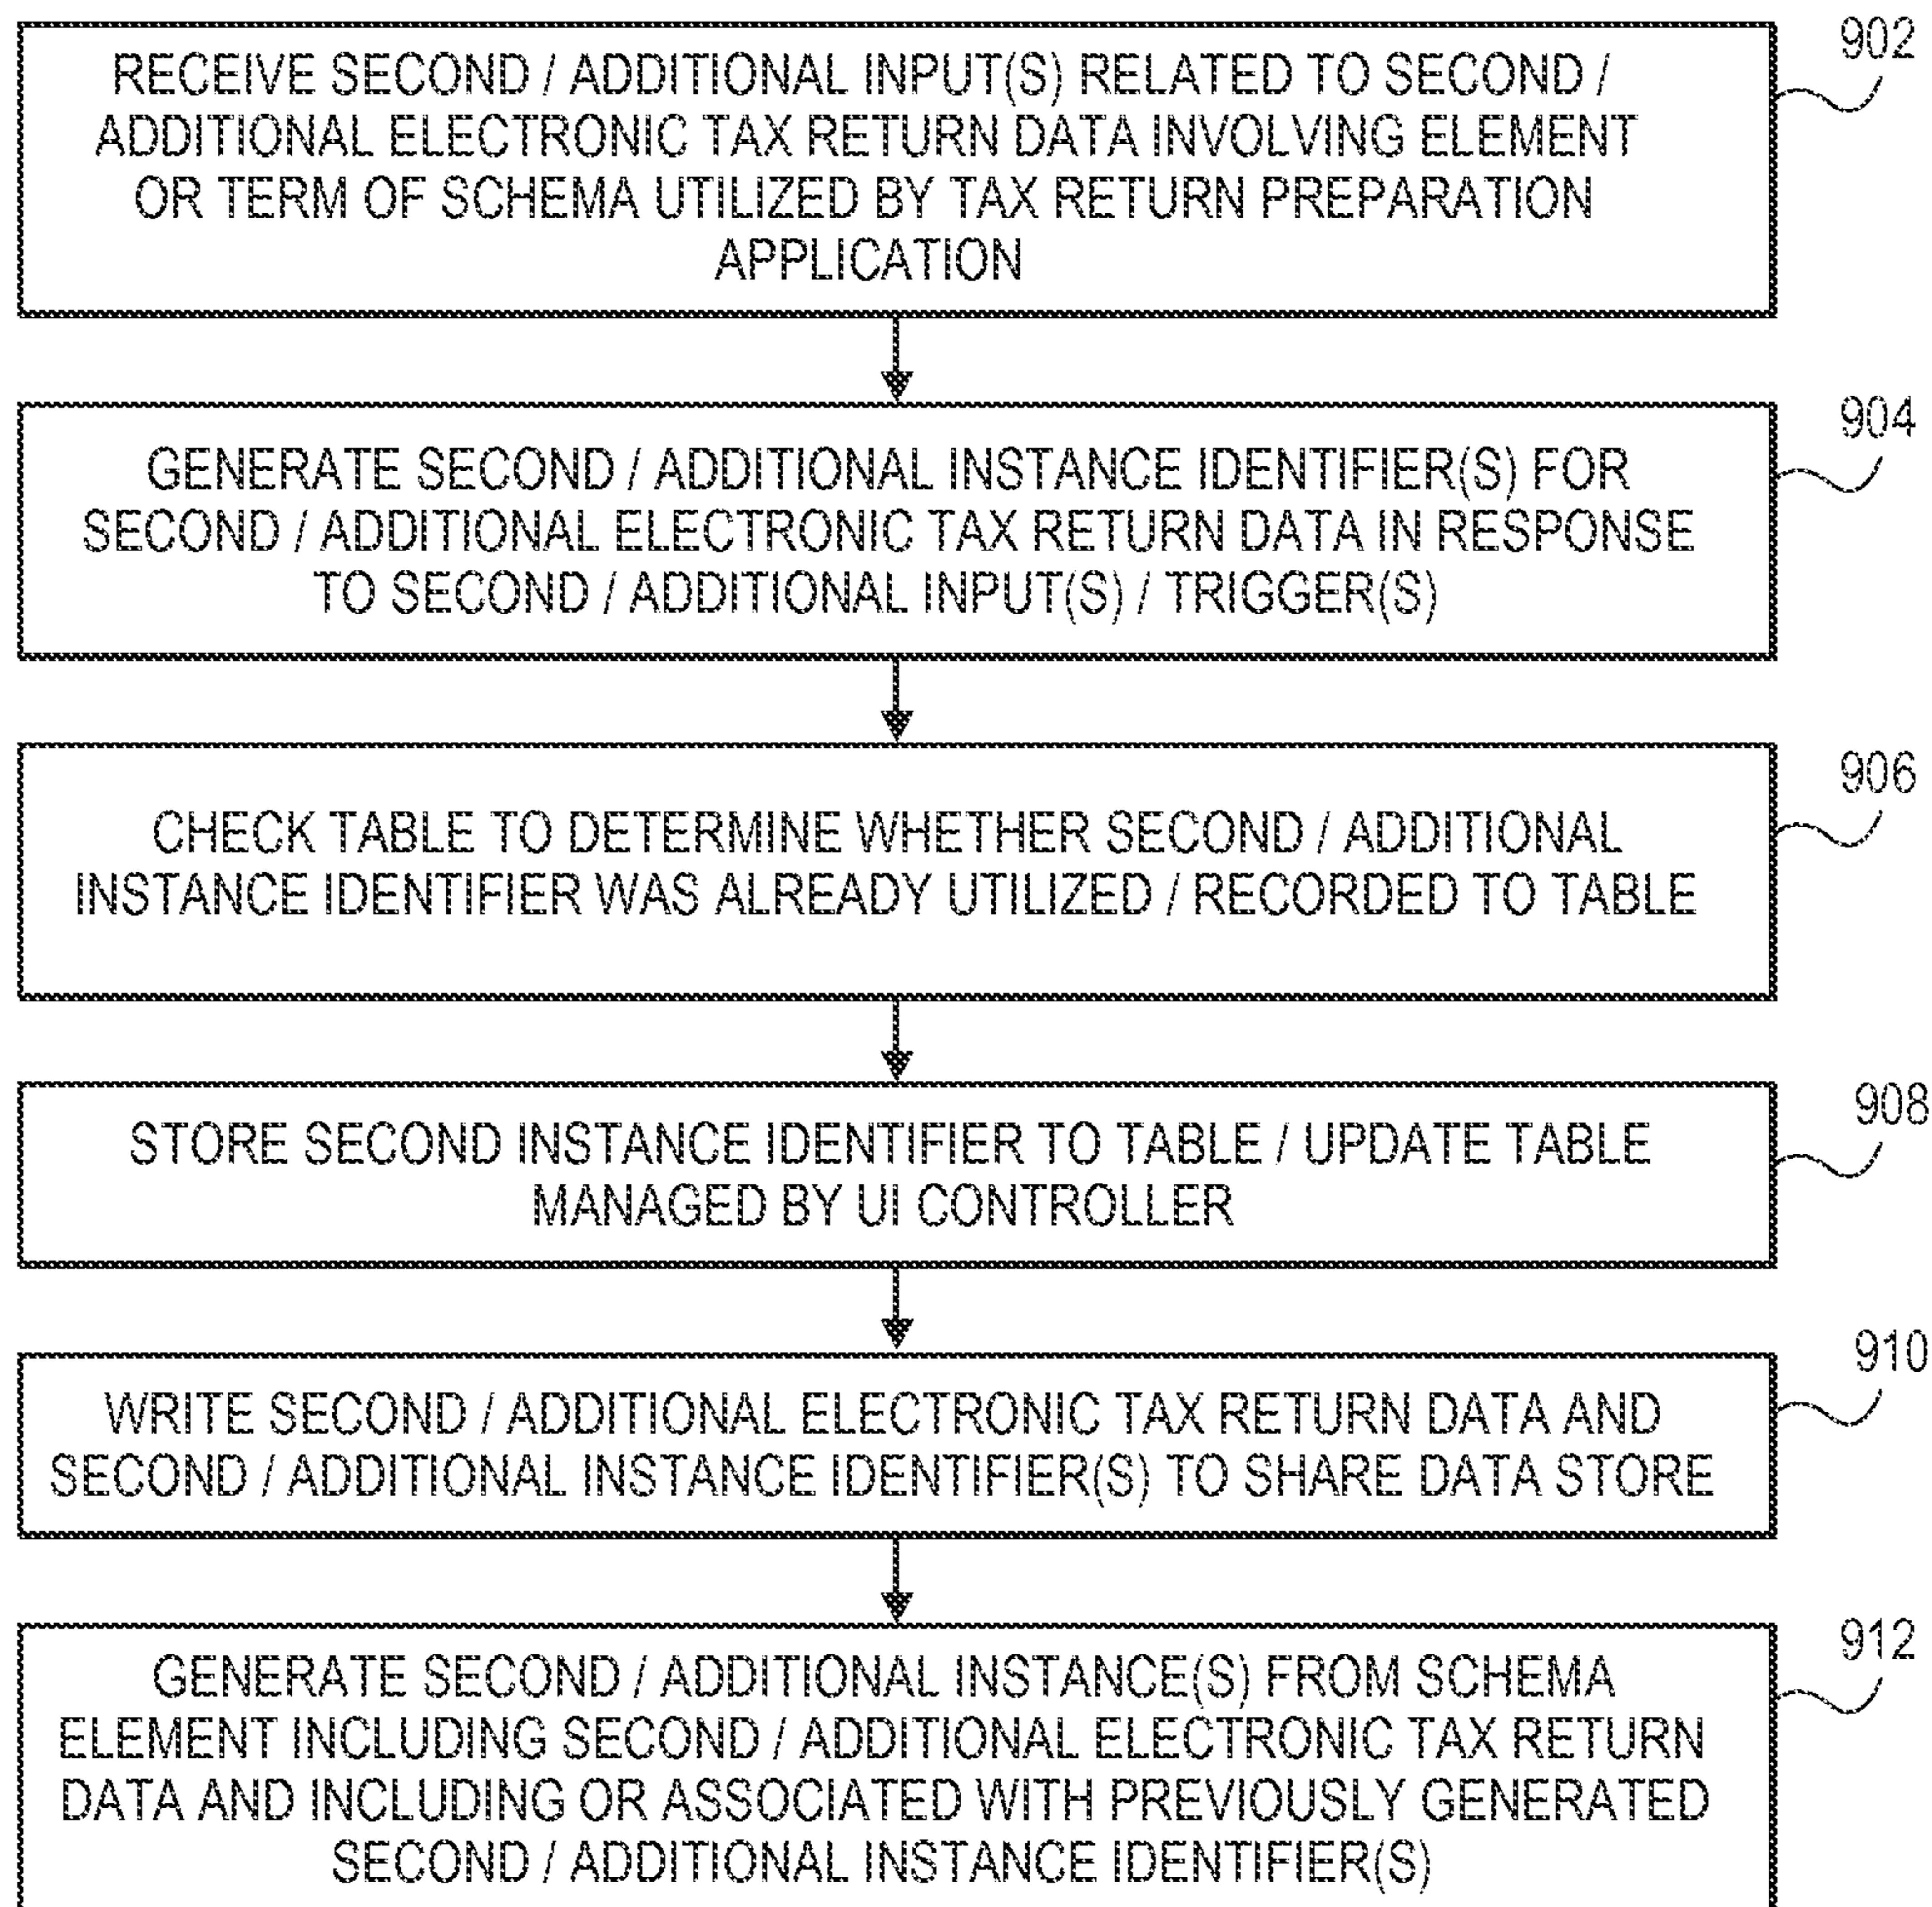 902
RECEIVE SECOND / ADDITIONAL INPUT(S) RELATED TO SECOND /
ADDITIONAL ELECTRONIC TAX RETURN DATA INVOLVING ELEMENT
OR TERM OF SCHEMA UTILIZED BY TAX RETURN PREPARATION
APPLICATION
904
GENERATE SECOND / ADDITIONAL INSTANCE IDENTIFIER(S) FOR
SECOND / ADDITIONAL ELECTRONIC TAX RETURN DATA IN RESPONSE
TO SECOND / ADDITIONAL INPUT(S) / TRIGGER(S)
906
CHECK TABLE TO DETERMINE WHETHER SECOND / ADDITIONAL
INSTANCE IDENTIFIER WAS ALREADY UTILIZED / RECORDED TO TABLE
908
STORE SECOND INSTANCE IDENTIFIER TO TABLE / UPDATE TABLE
MANAGED BY UI CONTROLLER
910
WRITE SECOND / ADDITIONAL ELECTRONIC TAX RETURN DATA AND
SECOND / ADDITIONAL INSTANCE IDENTIFIER(S) TO SHARE DATA STORE
912
GENERATE SECOND / ADDITIONAL INSTANCE(S) FROM SCHEMA
ELEMENT INCLUDING SECOND / ADDITIONAL ELECTRONIC TAX RETURN
DATA AND INCLUDING OR ASSOCIATED WITH PREVIOUSLY GENERATED
SECOND / ADDITIONAL INSTANCE IDENTIFIER(S)